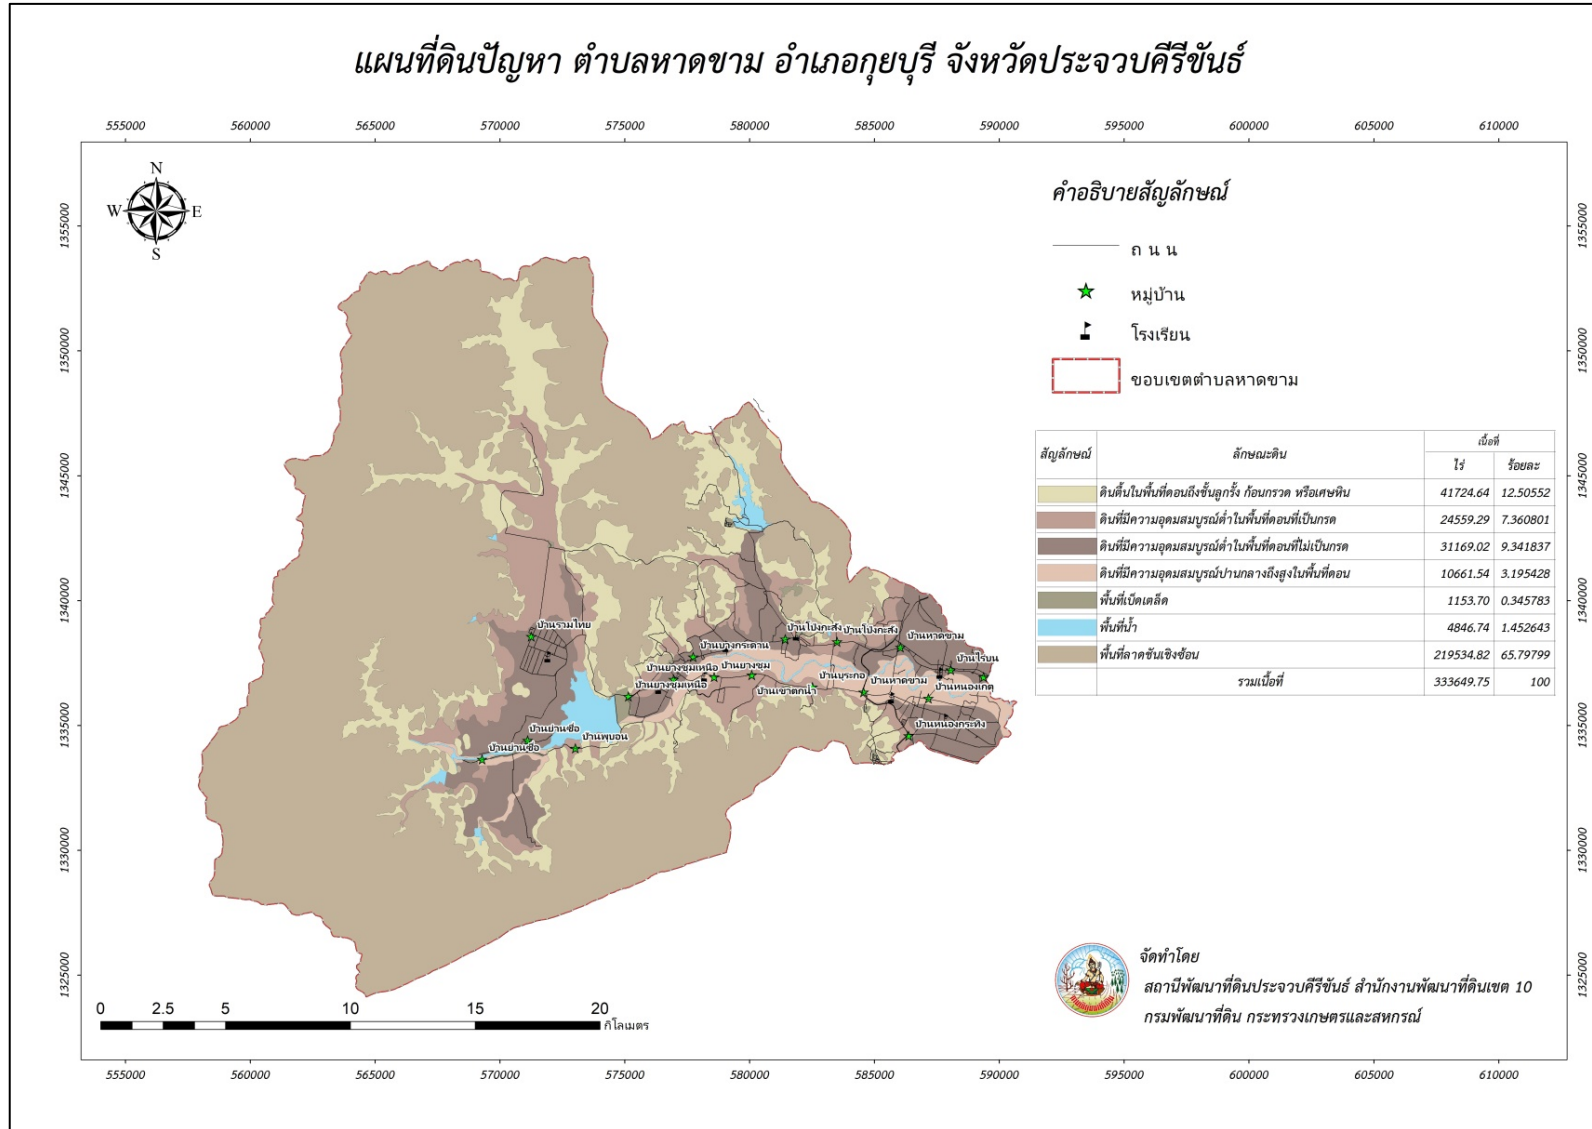 แผนที่ดินปัญหา ตำบลหาดขาม อำเภอกุยบุรี จังหวัดประจวบคีรีขันธ์
555000 560000 565000 570000 575000 580000 585000 590000 595000 600000 605000 610000
N
W E
S
1355000 1355000
1350000 1350000
1345000 1345000
1340000 1340000
1335000 1335000
1330000 1330000
1325000 1325000
คำอธิบายสัญลักษณ์
ถ น น
หมู่บ้าน
โรงเรียน
ขอบเขตตำบลหาดขาม
สัญลักษณ์ ลักษณะดิน เนื้อที่
ไร่ ร้อยละ
ดินตื้นในพื้นที่ดอนถึงชั้นลูกรัง ก้อนกรวด หรือเศษหิน 41724.64 12.50552
ดินที่มีความอุดมสมบูรณ์ต่ำในพื้นที่ดอนที่เป็นกรด 24559.29 7.360801
ดินที่มีความอุดมสมบูรณ์ต่ำในพื้นที่ดอนที่ไม่เป็นกรด 31169.02 9.341837
ดินที่มีความอุดมสมบูรณ์ปานกลางถึงสูงในพื้นที่ดอน 10661.54 3.195428
พื้นที่เบ็ดเตล็ด 1153.70 0.345783
พื้นที่น้ำ 4846.74 1.452643
พื้นที่ลาดชันเชิงซ้อน 219534.82 65.79799
รวมเนื้อที่ 333649.75 100
บ้านรวมไทย
บ้านโป่งกะสัง
บ้านโป่งกะสัง
บ้านหาดขาม
บ้านยางกระดาน
บ้านไร่บน
บ้านยางชุมเหนือ
บ้านยางชุม
บ้านยางชุมเหนือ
บ้านเขาตกน้ำ
บ้านบุระกอ
บ้านหาดขาม
บ้านหนองเกตุ
บ้านหนองกระทิง
บ้านย่านซื่อ
บ้านย่านซื่อ
บ้านพุบอน
0 2.5 5 10 15 20
กิโลเมตร
จัดทำโดย
สถานีพัฒนาที่ดินประจวบคีรีขันธ์ สำนักงานพัฒนาที่ดินเขต 10
กรมพัฒนาที่ดิน กระทรวงเกษตรและสหกรณ์
555000 560000 565000 570000 575000 580000 585000 590000 595000 600000 605000 610000